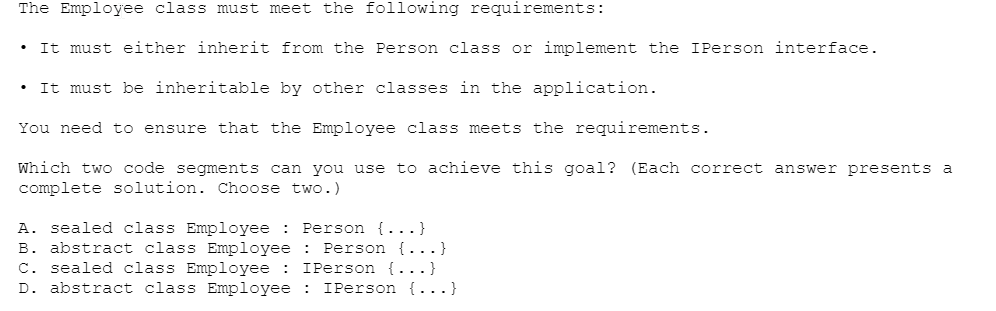 The Employee class must meet the following requirements:
• It must either inherit from the Person class or implement the IPerson interface.
• It must be inheritable by other classes in the application.
You need to ensure that the Employee class meets the requirements.
Which two code segments can you use to achieve this goal? (Each correct answer presents a
complete solution. Choose two.)
A. sealed class Employee : Person {...}
B. abstract class Employee : Person {...}
C. sealed class Employee : IPerson {...}
D. abstract class Employee : IPerson {...}